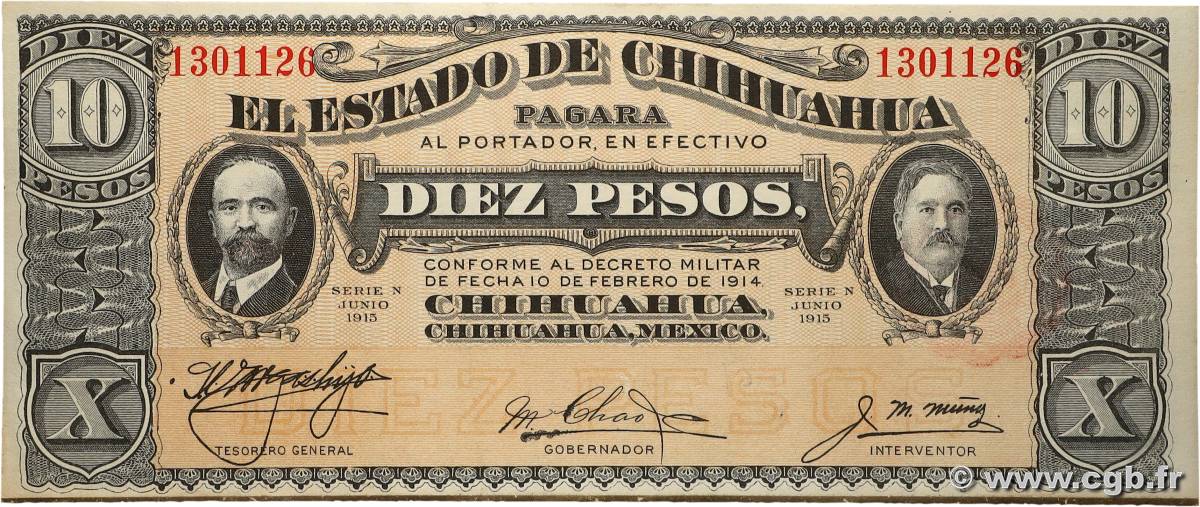 DIEZ
10
PESOS
1301126
1301126
DIEZ
10
PESOS
EL ESTADO DE CHIHUAHUA
PAGARA
AL PORTADOR, EN EFECTIVO
DIEZ PESOS,
CONFORME AL DECRETO MILITAR
DE FECHA 10 DE FEBRERO DE 1914
CHIHUAHUA,
CHIHUAHUA, MEXICO.
SERIE N
JUNIO
1915
SERIE N
JUNIO
1915
DIEZ PESOS
X
X
M. Chao
J. M. Muñoz
TESORERO GENERAL
GOBERNADOR
INTERVENTOR
© www.cgb.fr